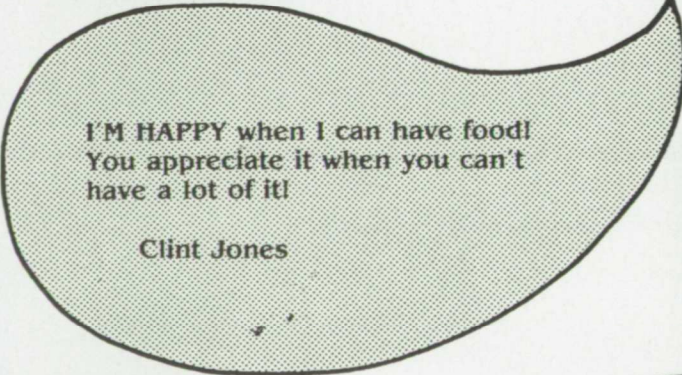 I'M HAPPY when I can have food!
You appreciate it when you can't
have a lot of it!
Clint Jones